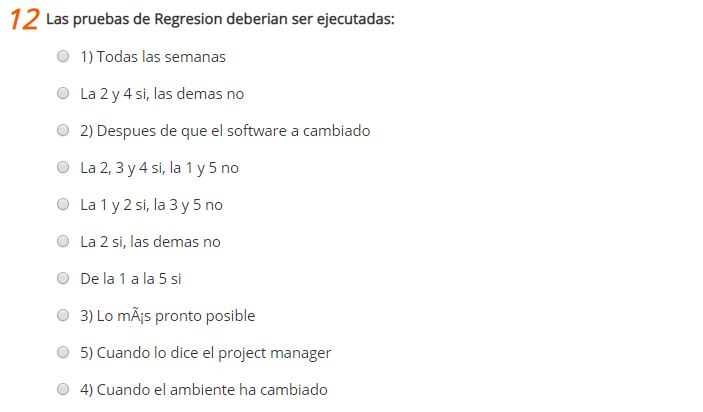 12 Las pruebas de Regresion deberian ser ejecutadas:
1) Todas las semanas
La 2 y 4 si, las demas no
2) Despues de que el software a cambiado
La 2, 3 y 4 si, la 1 y 5 no
La 1 y 2 si, la 3 y 5 no
La 2 si, las demas no
De la 1 a la 5 si
3) Lo mÃ¡s pronto posible
5) Cuando lo dice el project manager
4) Cuando el ambiente ha cambiado